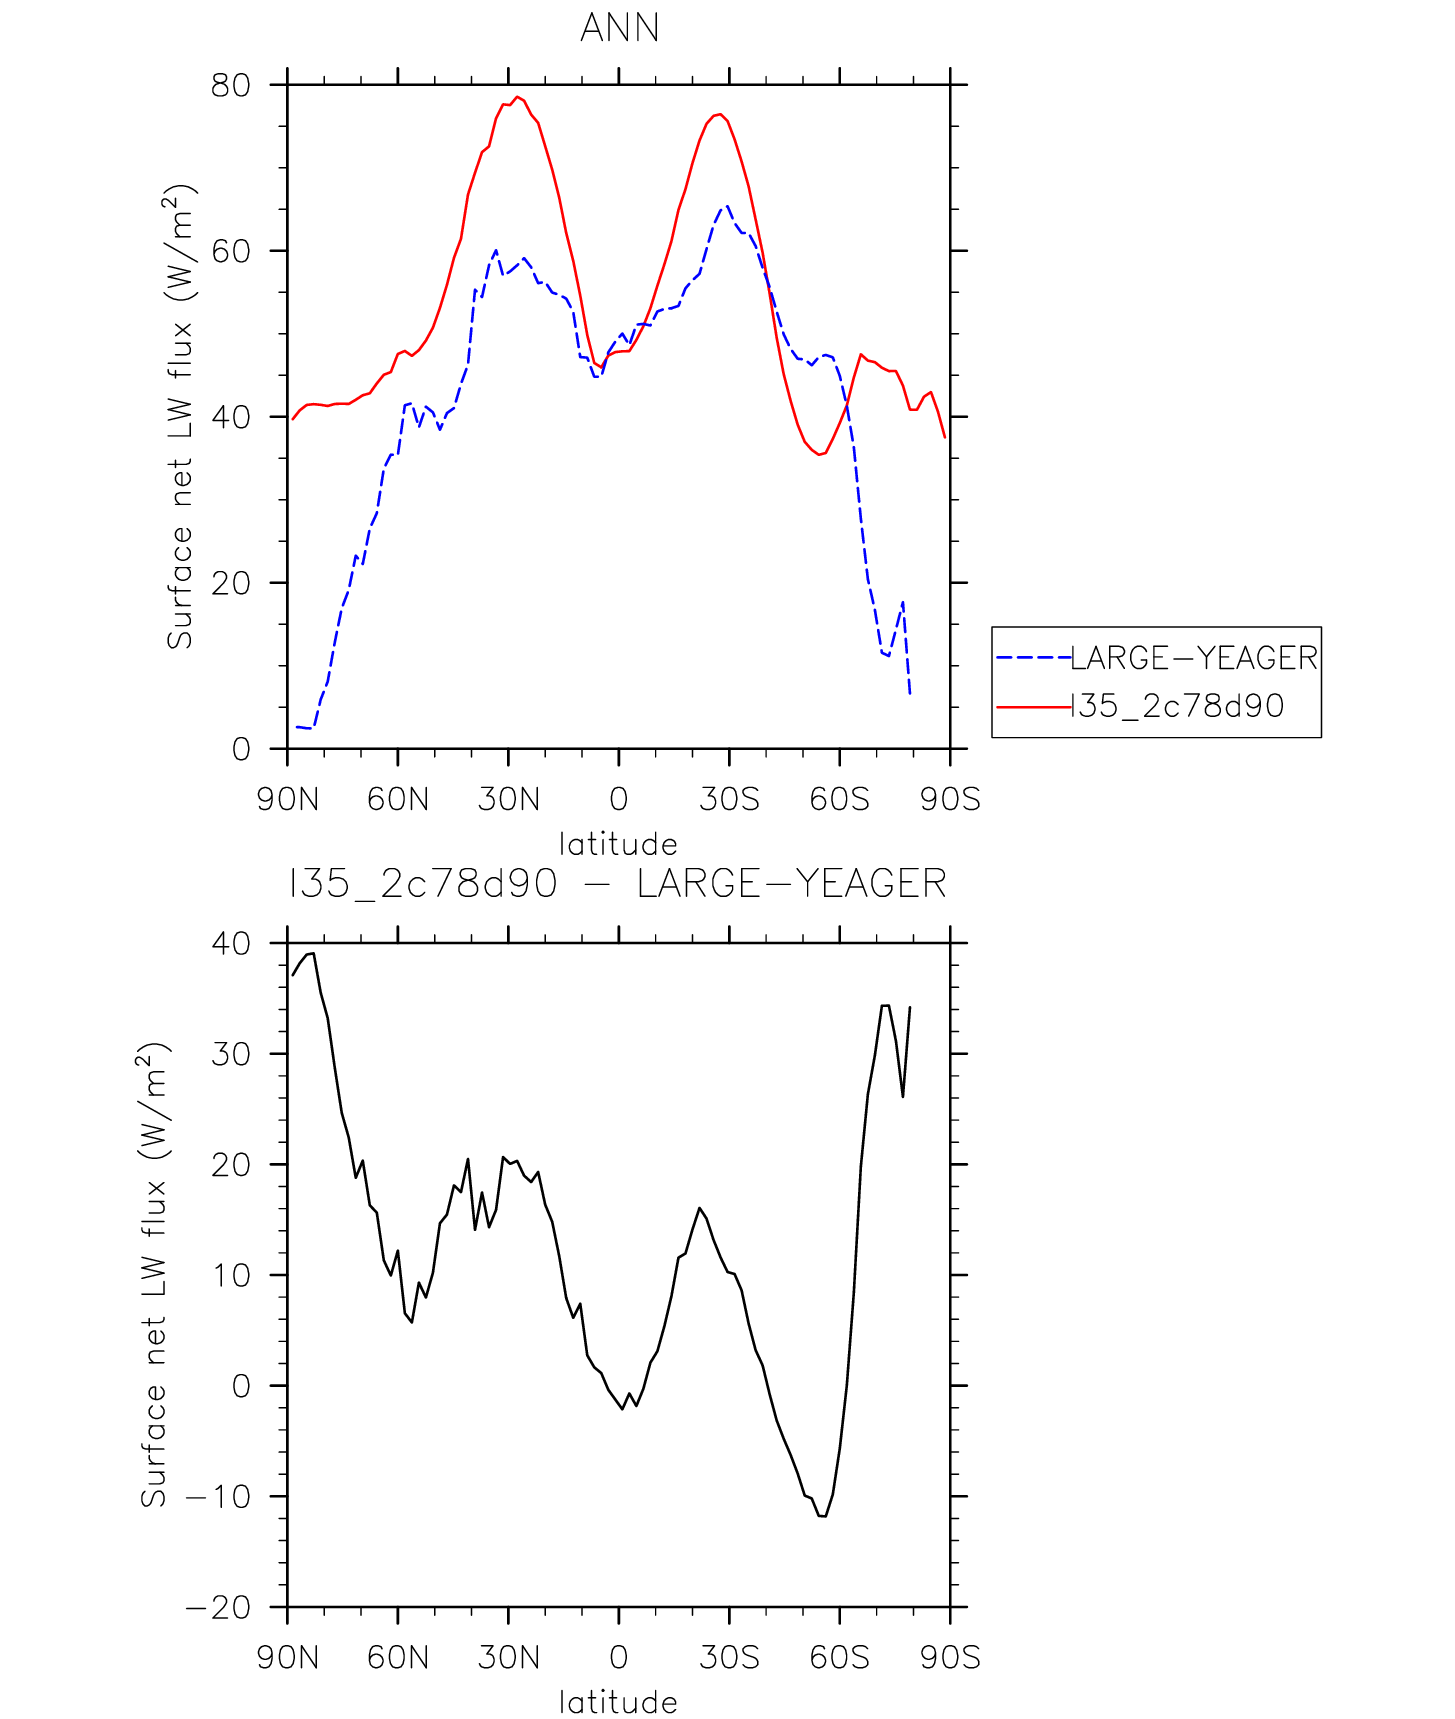 ANN
Surface net LW flux (W/m²)
80
60
40
20
0
90N 60N 30N 0 30S 60S 90S
latitude
LARGE-YEAGER
I35_2c78d90
I35_2c78d90 - LARGE-YEAGER
Surface net LW flux (W/m²)
40
30
20
10
0
-10
-20
90N 60N 30N 0 30S 60S 90S
latitude